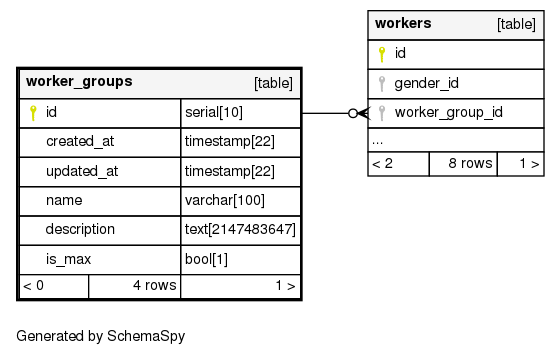 workers [table]
id
gender_id
worker_group_id
...
< 2 8 rows 1 >
worker_groups [table]
id serial[10]
created_at timestamp[22]
updated_at timestamp[22]
name varchar[100]
description text[2147483647]
is_max bool[1]
< 0 4 rows 1 >
Generated by SchemaSpy